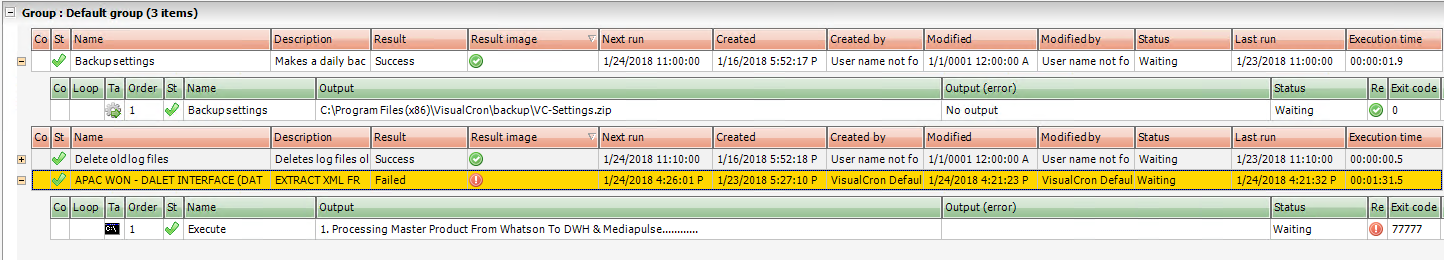 Group : Default group (3 items)
Co St Name Description Result Result image Next run Created Created by Modified Modified by Status Last run Execution time
Backup settings Makes a daily bac Success 1/24/2018 11:00:00 1/16/2018 5:52:17 P User name not fo 1/1/0001 12:00:00 A User name not fo Waiting 1/23/2018 11:00:00 00:00:01.9
Co Loop Ta Order St Name Output Output (error) Status Re Exit code
1 Backup settings C:\Program Files (x86)\VisualCron\backup\VC-Settings.zip No output Waiting 0
Co St Name Description Result Result image Next run Created Created by Modified Modified by Status Last run Execution time
Delete old log files Deletes log files ol Success 1/24/2018 11:10:00 1/16/2018 5:52:18 P User name not fo 1/1/0001 12:00:00 A User name not fo Waiting 1/23/2018 11:10:00 00:00:00.5
APAC WON - DALET INTERFACE (DAT EXTRACT XML FR Failed 1/24/2018 4:26:01 P 1/23/2018 5:27:10 P VisualCron Defaul 1/24/2018 4:21:23 P VisualCron Defaul Waiting 1/24/2018 4:21:32 P 00:01:31.5
Co Loop Ta Order St Name Output Output (error) Status Re Exit code
C:\ 1 Execute 1. Processing Master Product From Whatson To DWH & Mediapulse............ Waiting 77777